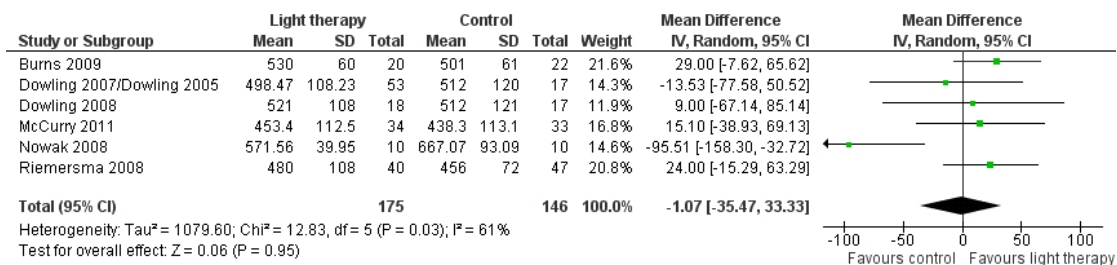 Light therapy Control Mean Difference Mean Difference
Study or Subgroup Mean SD Total Mean SD Total Weight IV, Random, 95% CI IV, Random, 95% CI
Burns 2009 530 60 20 501 61 22 21.6% 29.00 [-7.62, 65.62]
Dowling 2007/Dowling 2005 498.47 108.23 53 512 120 17 14.3% -13.53 [-77.58, 50.52]
Dowling 2008 521 108 18 512 121 17 11.9% 9.00 [-67.14, 85.14]
McCurry 2011 453.4 112.5 34 438.3 113.1 33 16.8% 15.10 [-38.93, 69.13]
Nowak 2008 571.56 39.95 10 667.07 93.09 10 14.6% -95.51 [-158.30, -32.72]
Riemersma 2008 480 108 40 456 72 47 20.8% 24.00 [-15.29, 63.29]
Total (95% CI) 175 146 100.0% -1.07 [-35.47, 33.33]
Heterogeneity: Tau² = 1079.60; Chi² = 12.83, df = 5 (P = 0.03); I² = 61%
Test for overall effect: Z = 0.06 (P = 0.95)
-100 -50 0 50 100
Favours control Favours light therapy